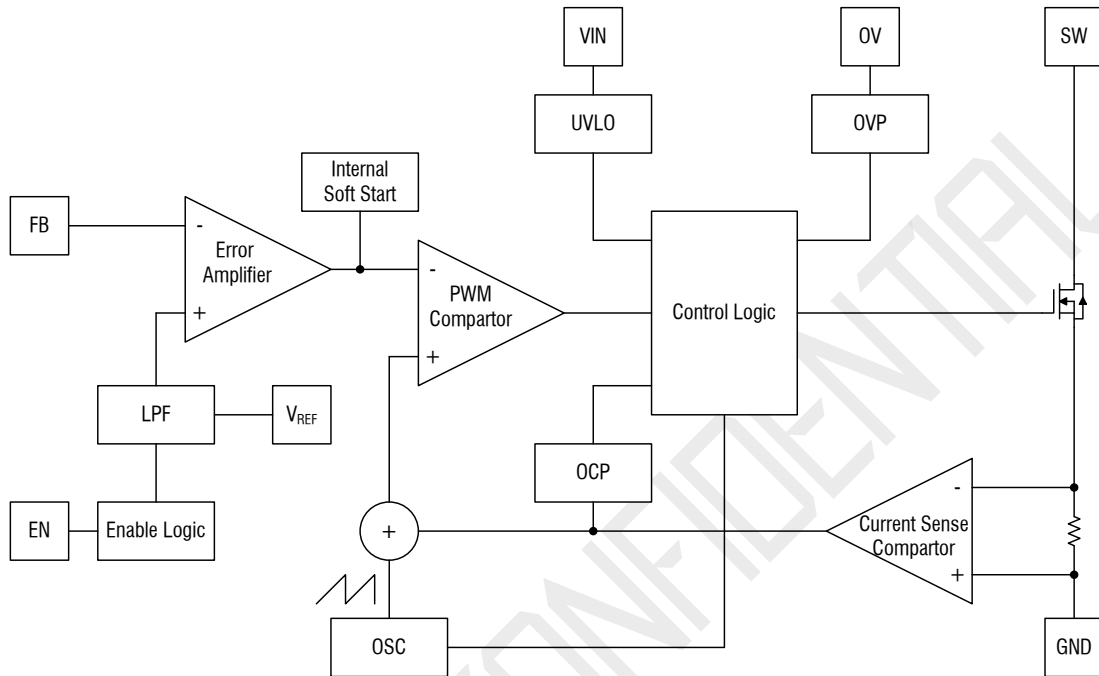 VIN
OV
SW
UVLO
OVP
Internal
Soft Start
FB
-
Error
Amplifier
+
-
PWM
Compartor
+
Control Logic
LPF
VREF
OCP
EN
Enable Logic
+
-
Current Sense
Compartor
+
OSC
GND
CONFIDENTIAL